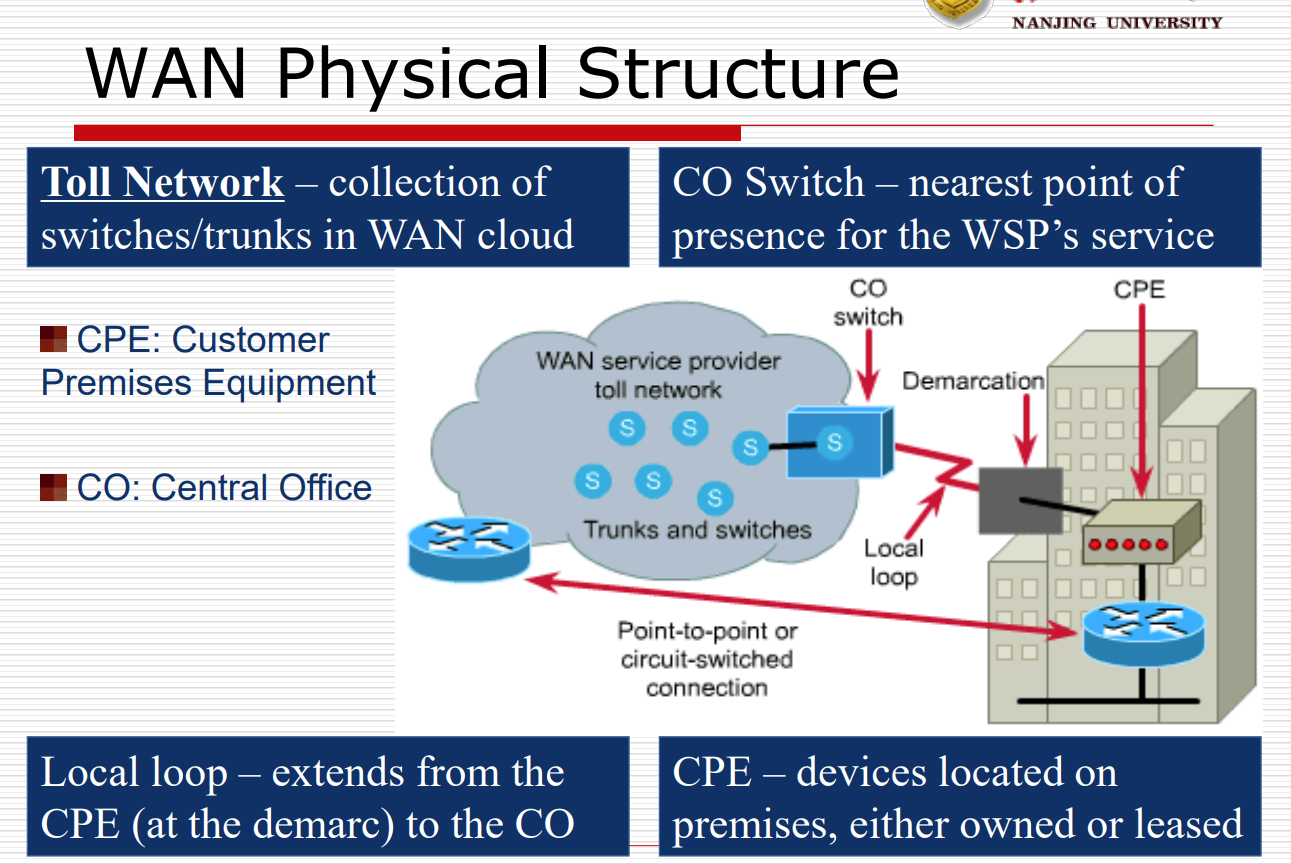 NANJING UNIVERSITY
WAN Physical Structure
Toll Network – collection of
switches/trunks in WAN cloud
CO Switch – nearest point of
presence for the WSP’s service
CPE: Customer
Premises Equipment
CO: Central Office
CO
switch
CPE
WAN service provider
toll network
Demarcation
S
S
S
S
S
S
S
Trunks and switches
Local
loop
Point-to-point or
circuit-switched
connection
Local loop – extends from the
CPE (at the demarc) to the CO
CPE – devices located on
premises, either owned or leased